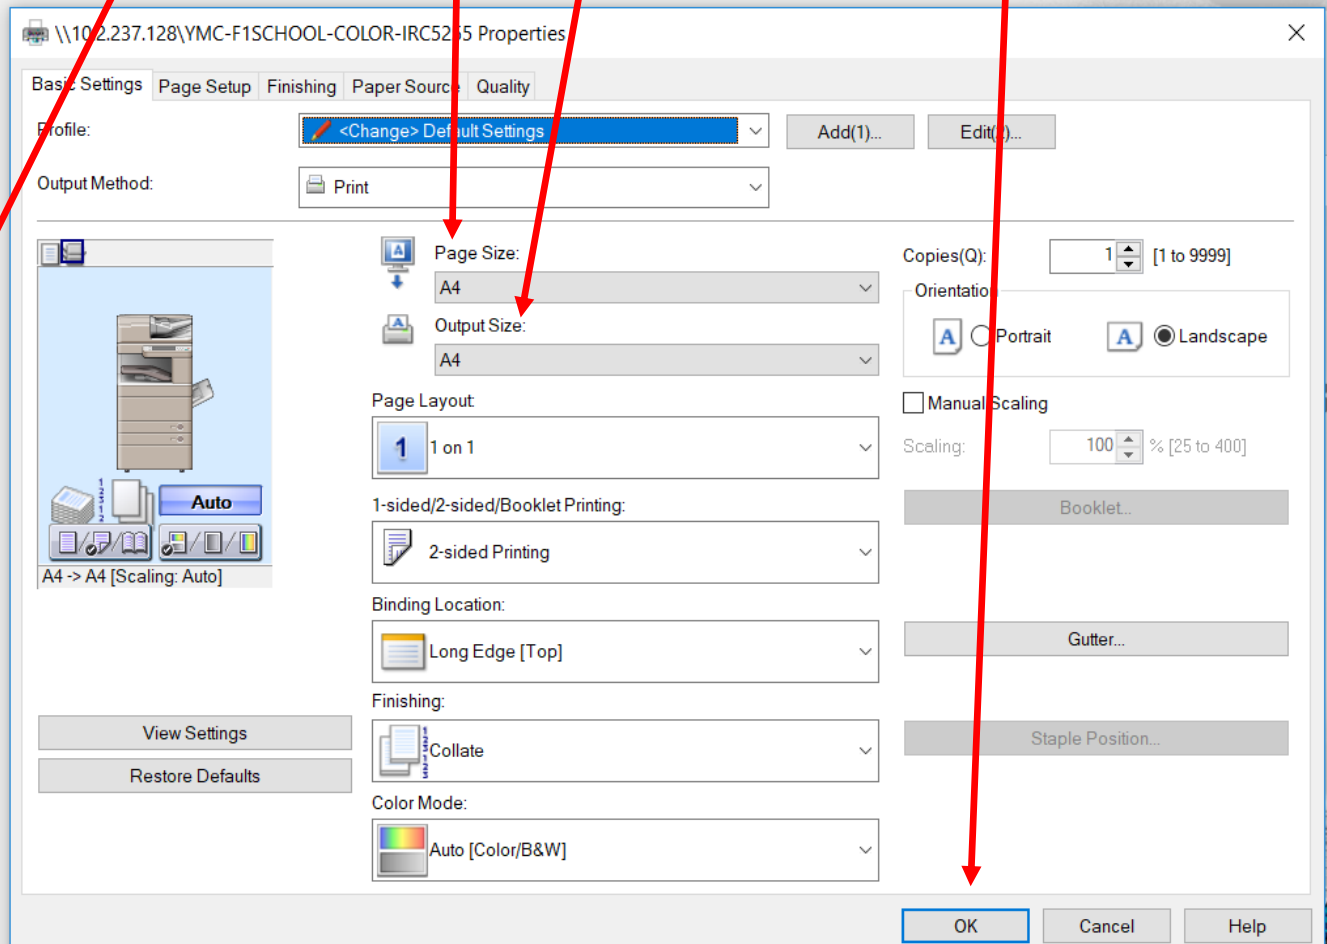 \\10.2.237.128\YMC-F1SCHOOL-COLOR-IRC5255 Properties
Basic Settings Page Setup Finishing Paper Source Quality
Profile: <Change> Default Settings Add(1)... Edit(2)...
Output Method: Print
Page Size:
A4
Output Size:
A4
Copies(Q): 1 [1 to 9999]
Orientation
A Portrait A Landscape
Page Layout:
1 1 on 1
Manual Scaling
Scaling: 100 % [25 to 400]
Auto
A4 -> A4 [Scaling: Auto]
1-sided/2-sided/Booklet Printing:
2-sided Printing
Booklet...
Binding Location:
Long Edge [Top]
Gutter...
Finishing:
Collate
Staple Position...
View Settings
Restore Defaults
Color Mode:
Auto [Color/B&W]
OK Cancel Help